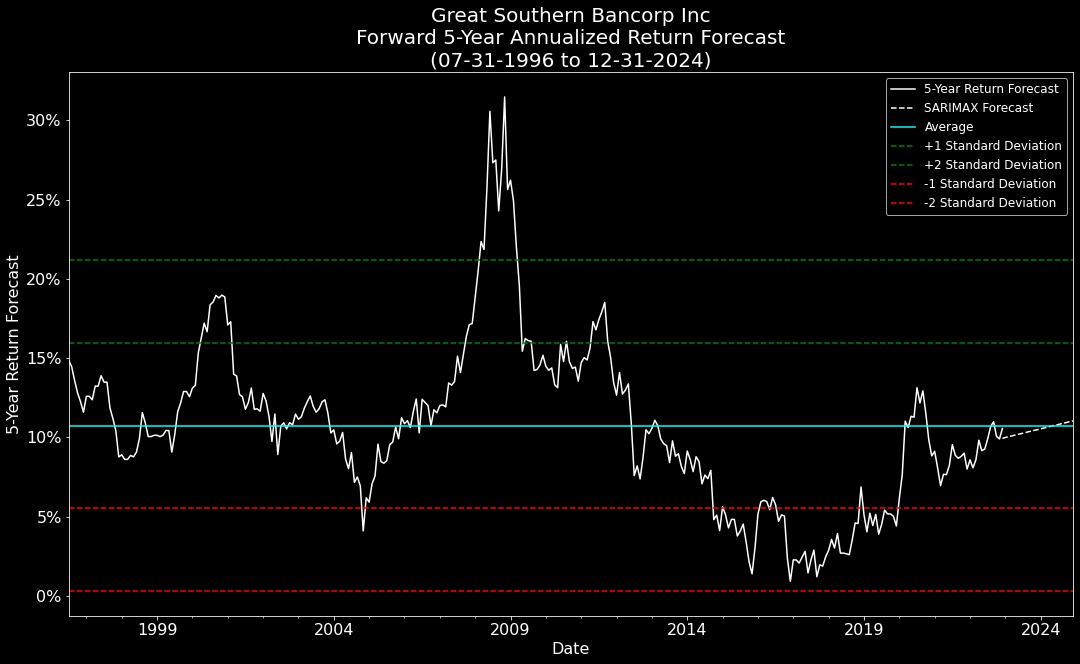 Great Southern Bancorp Inc
Forward 5-Year Annualized Return Forecast
(07-31-1996 to 12-31-2024)
5-Year Return Forecast
SARIMAX Forecast
Average
+1 Standard Deviation
+2 Standard Deviation
-1 Standard Deviation
-2 Standard Deviation
5-Year Return Forecast
30%
25%
20%
15%
10%
5%
0%
1999
2004
2009
2014
2019
2024
Date